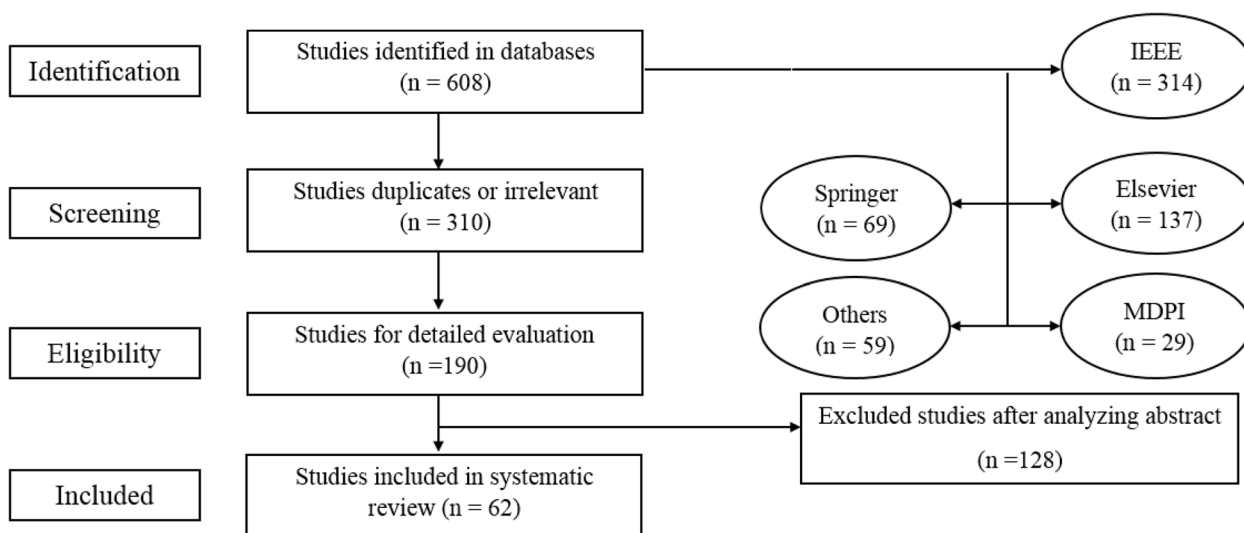 Identification
Studies identified in databases
(n = 608)
IEEE
(n = 314)
Screening
Studies duplicates or irrelevant
(n = 310)
Springer
(n = 69)
Elsevier
(n = 137)
Eligibility
Studies for detailed evaluation
(n =190)
Others
(n = 59)
MDPI
(n = 29)
Excluded studies after analyzing abstract
(n =128)
Included
Studies included in systematic
review (n = 62)